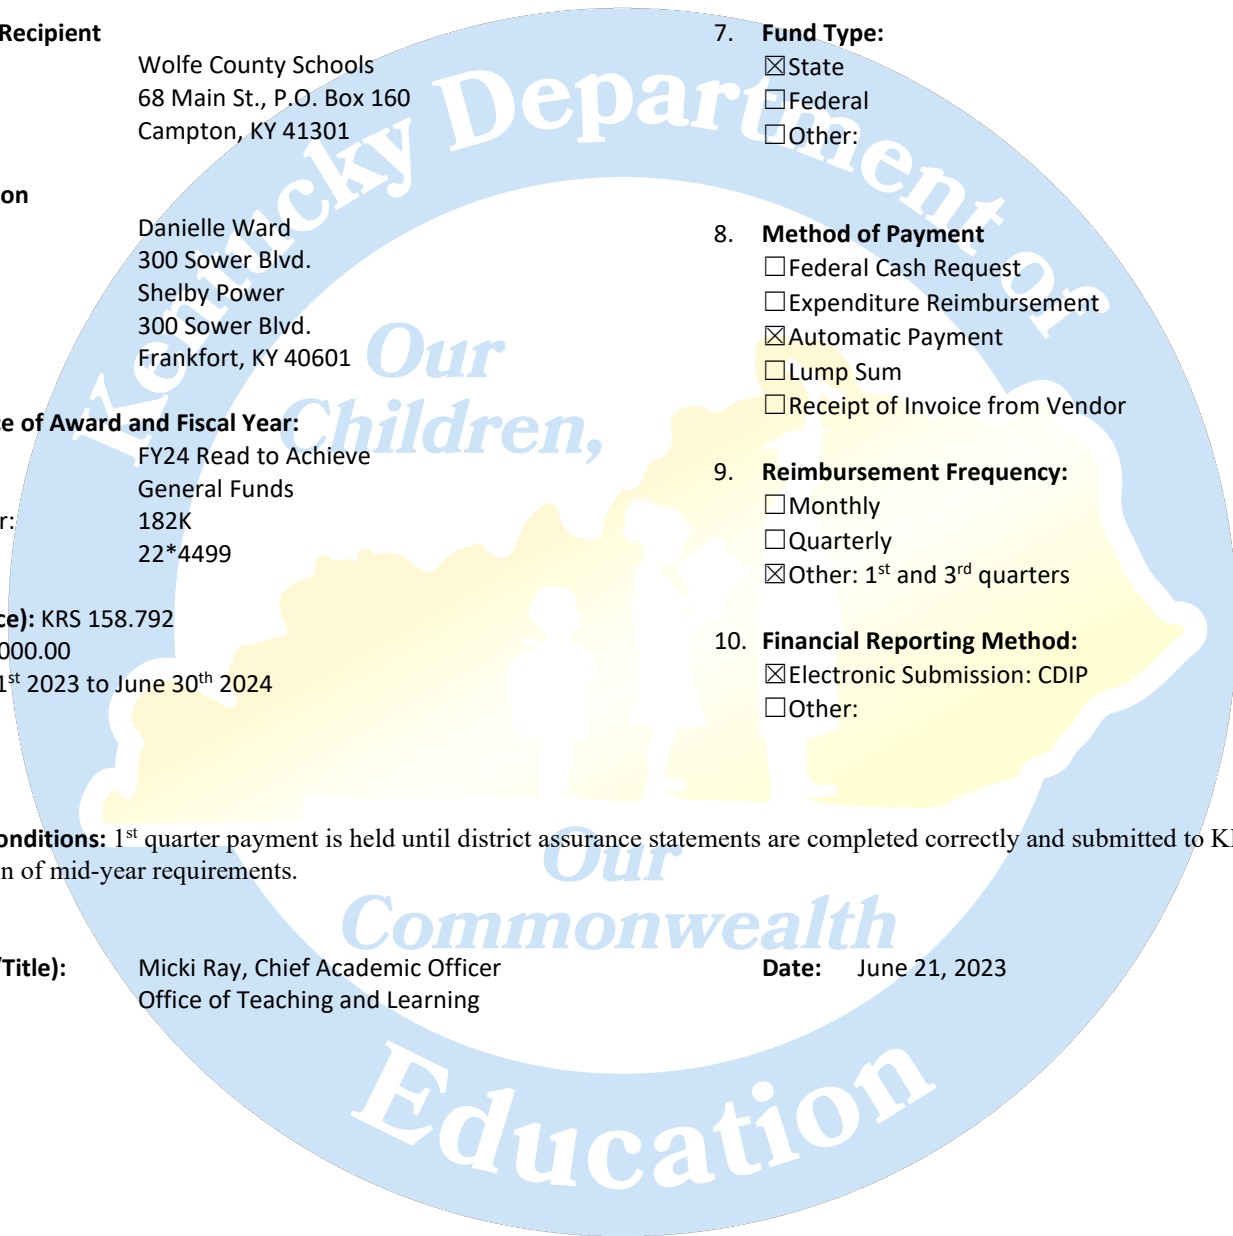 Recipient
Wolfe County Schools
68 Main St., P.O. Box 160
Campton, KY 41301
on
Danielle Ward
300 Sower Blvd.
Shelby Power
300 Sower Blvd.
Frankfort, KY 40601
e of Award and Fiscal Year:
FY24 Read to Achieve
General Funds
r: 182K
22*4499
ce): KRS 158.792
000.00
1st 2023 to June 30th 2024
7. Fund Type:
☒State
☐Federal
☐Other:
8. Method of Payment
☐Federal Cash Request
☐Expenditure Reimbursement
☒Automatic Payment
☐Lump Sum
☐Receipt of Invoice from Vendor
9. Reimbursement Frequency:
☐Monthly
☐Quarterly
☒Other: 1st and 3rd quarters
10. Financial Reporting Method:
☒Electronic Submission: CDIP
☐Other:
onditions: 1st quarter payment is held until district assurance statements are completed correctly and submitted to K
n of mid-year requirements.
/Title): Micki Ray, Chief Academic Officer
Office of Teaching and Learning
Date: June 21, 2023
Kentucky Department of
Education
Our
Children,
Our
Commonwealth